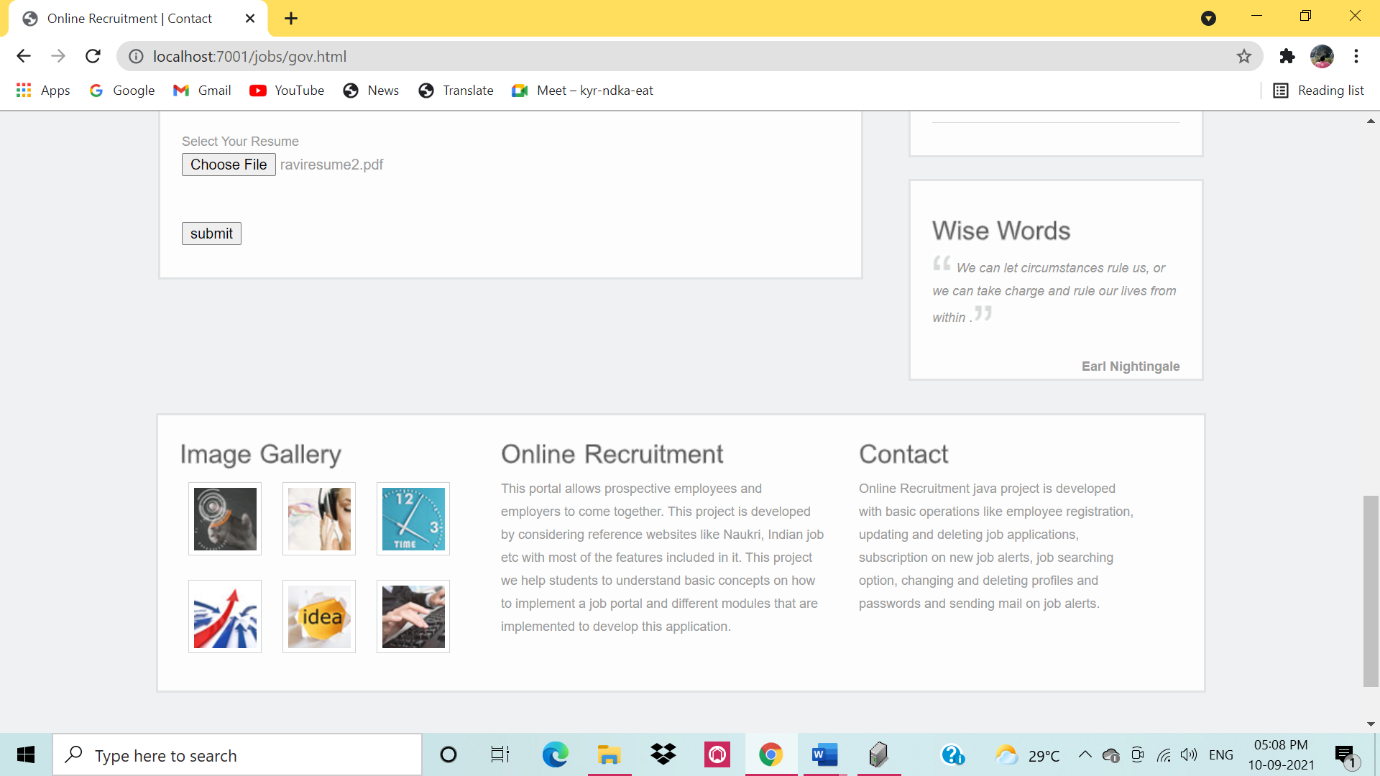 Online Recruitment | Contact
localhost:7001/jobs/gov.html
Apps Google Gmail YouTube News Translate Meet – kyr-ndka-eat Reading list
Select Your Resume
Choose File raviresume2.pdf
submit
Wise Words
“ We can let circumstances rule us, or
we can take charge and rule our lives from
within .”
Earl Nightingale
Image Gallery
12
3
TIME
idea
Online Recruitment
This portal allows prospective employees and
employers to come together. This project is developed
by considering reference websites like Naukri, Indian job
etc with most of the features included in it. This project
we help students to understand basic concepts on how
to implement a job portal and different modules that are
implemented to develop this application.
Contact
Online Recruitment java project is developed
with basic operations like employee registration,
updating and deleting job applications,
subscription on new job alerts, job searching
option, changing and deleting profiles and
passwords and sending mail on job alerts.
Type here to search
W
29°C
ENG
05:08 PM
10-09-2021
1